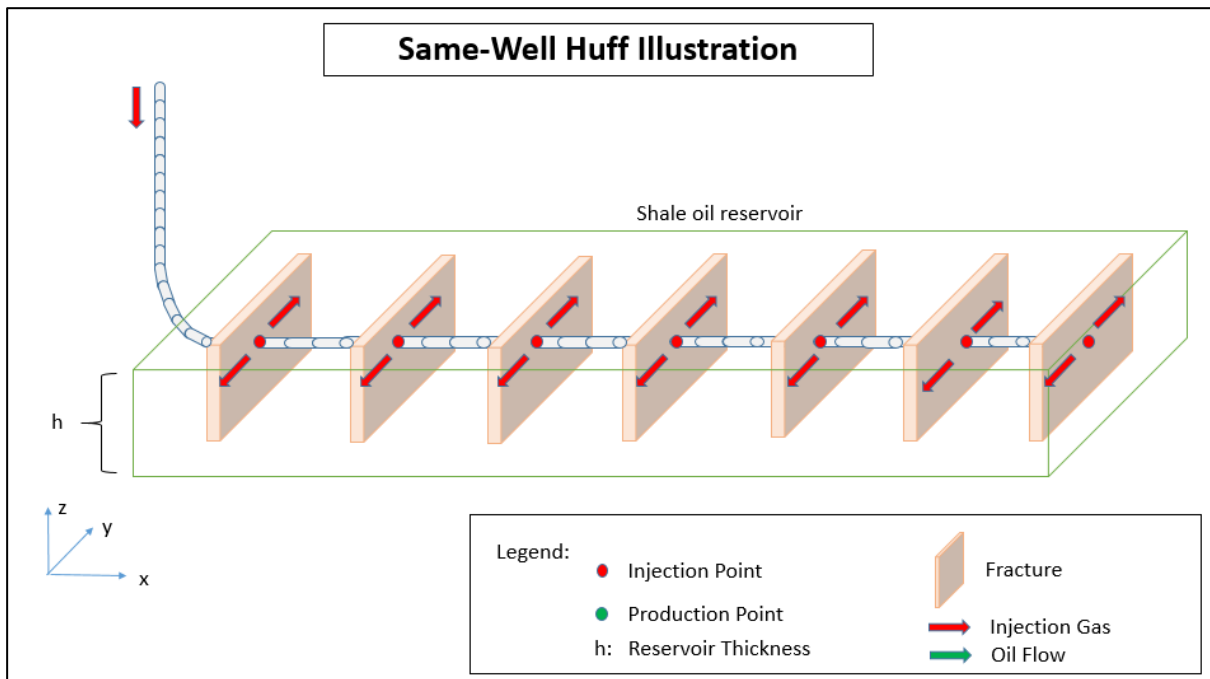 Same-Well Huff Illustration
Shale oil reservoir
h
z
y
x
Legend:
Injection Point
Fracture
Production Point
Injection Gas
h: Reservoir Thickness
Oil Flow